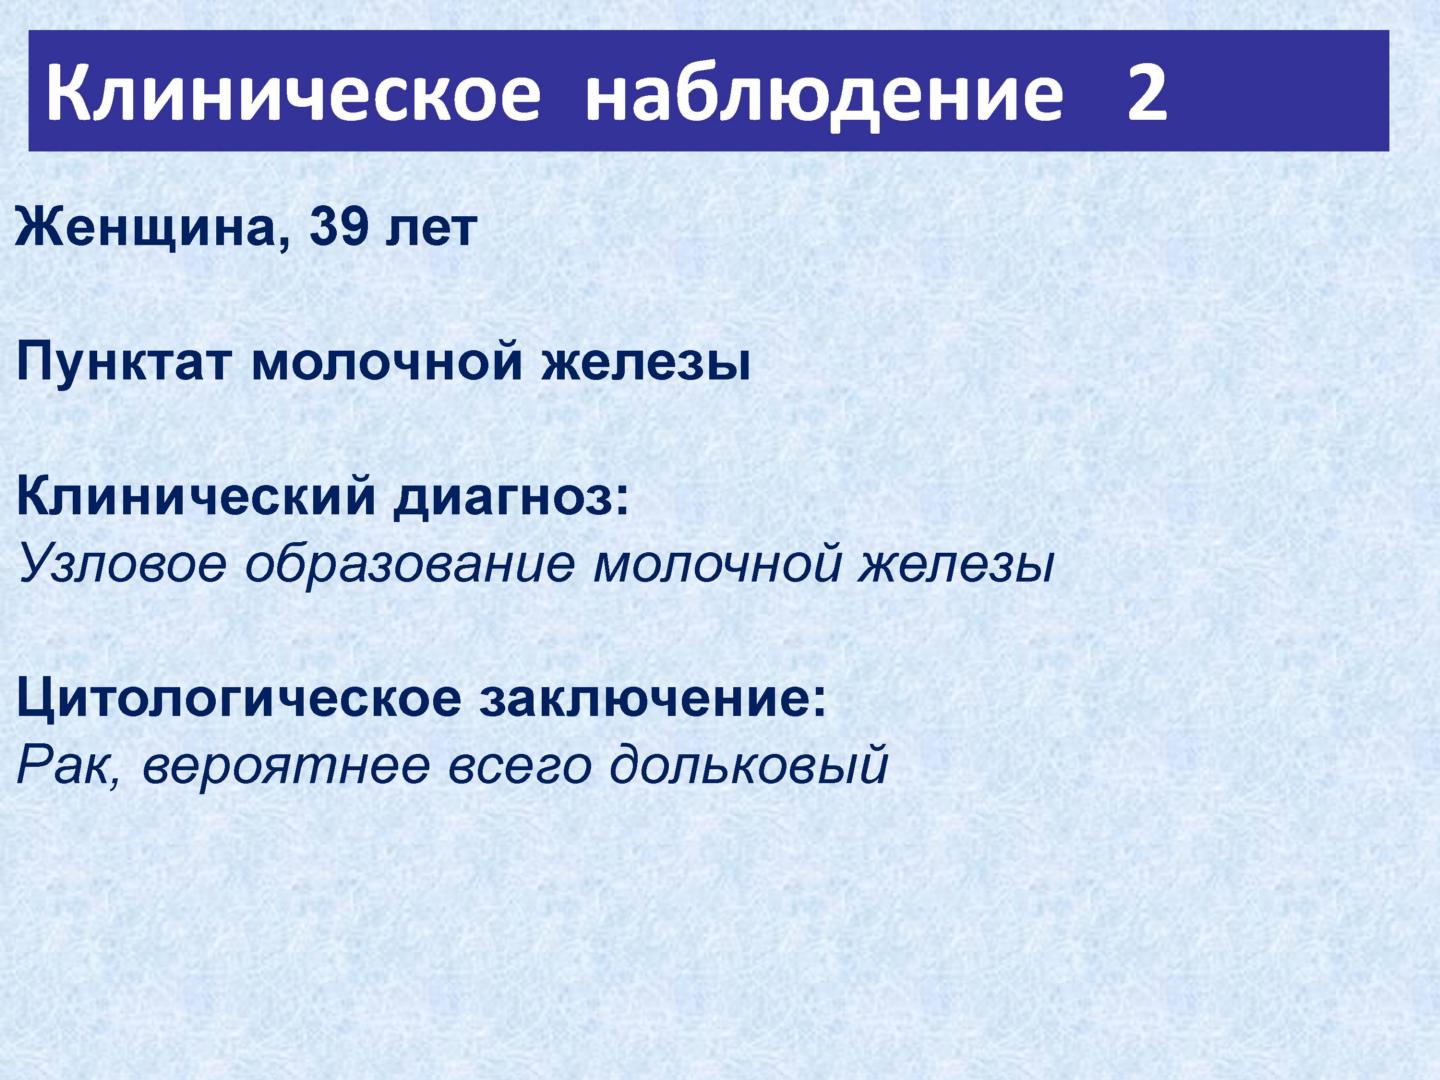 Клиническое наблюдение 2
Женщина, 39 лет
Пунктат молочной железы
Клинический диагноз:
Узловое образование молочной железы
Цитологическое заключение:
Рак, вероятнее всего дольковый